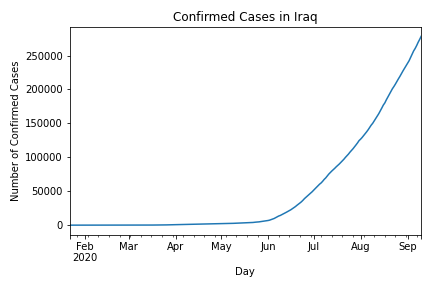 Confirmed Cases in Iraq
Number of Confirmed Cases
250000
200000
150000
100000
50000
0
Feb Mar Apr May Jun Jul Aug Sep
2020
Day